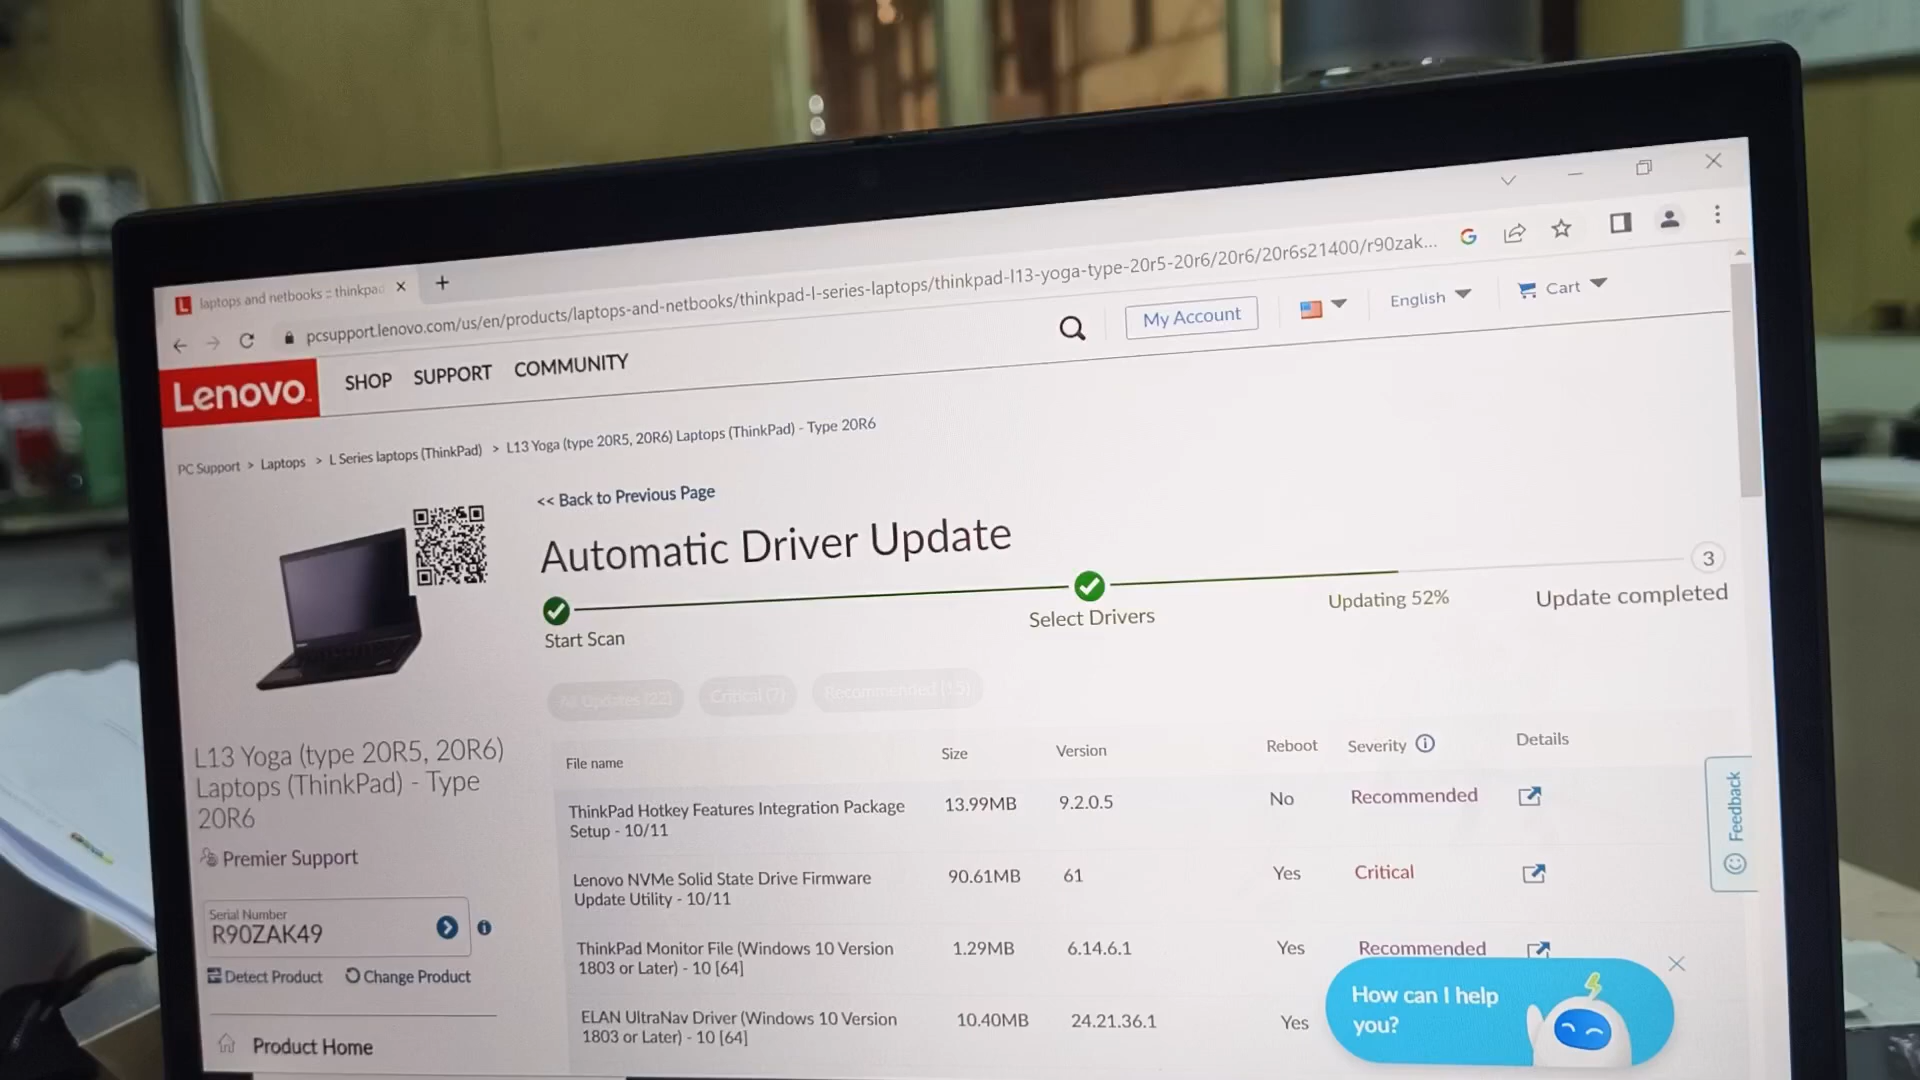 laptops and netbooks :: thinkpad
pcsupport.lenovo.com/us/en/products/laptops-and-netbooks/thinkpad-l-series-laptops/thinkpad-l13-yoga-type-20r5-20r6/20r6/20r6s21400/r90zak...
Lenovo SHOP SUPPORT COMMUNITY My Account English Cart
PC Support > Laptops > L Series laptops (ThinkPad) > L13 Yoga (type 20R5, 20R6) Laptops (ThinkPad) - Type 20R6
<< Back to Previous Page
Automatic Driver Update
3
Start Scan Select Drivers Updating 52% Update completed
All Updates (22) Critical (7) Recommended (15)
L13 Yoga (type 20R5, 20R6)
Laptops (ThinkPad) - Type
20R6
Premier Support
Serial Number
R90ZAK49
Detect Product Change Product
Product Home
File name Size Version Reboot Severity Details
ThinkPad Hotkey Features Integration Package 13.99MB 9.2.0.5 No Recommended
Setup - 10/11
Lenovo NVMe Solid State Drive Firmware 90.61MB 61 Yes Critical
Update Utility - 10/11
ThinkPad Monitor File (Windows 10 Version 1.29MB 6.14.6.1 Yes Recommended
1803 or Later) - 10 [64]
ELAN UltraNav Driver (Windows 10 Version 10.40MB 24.21.36.1 Yes
1803 or Later) - 10 [64]
Feedback
How can I help
you?